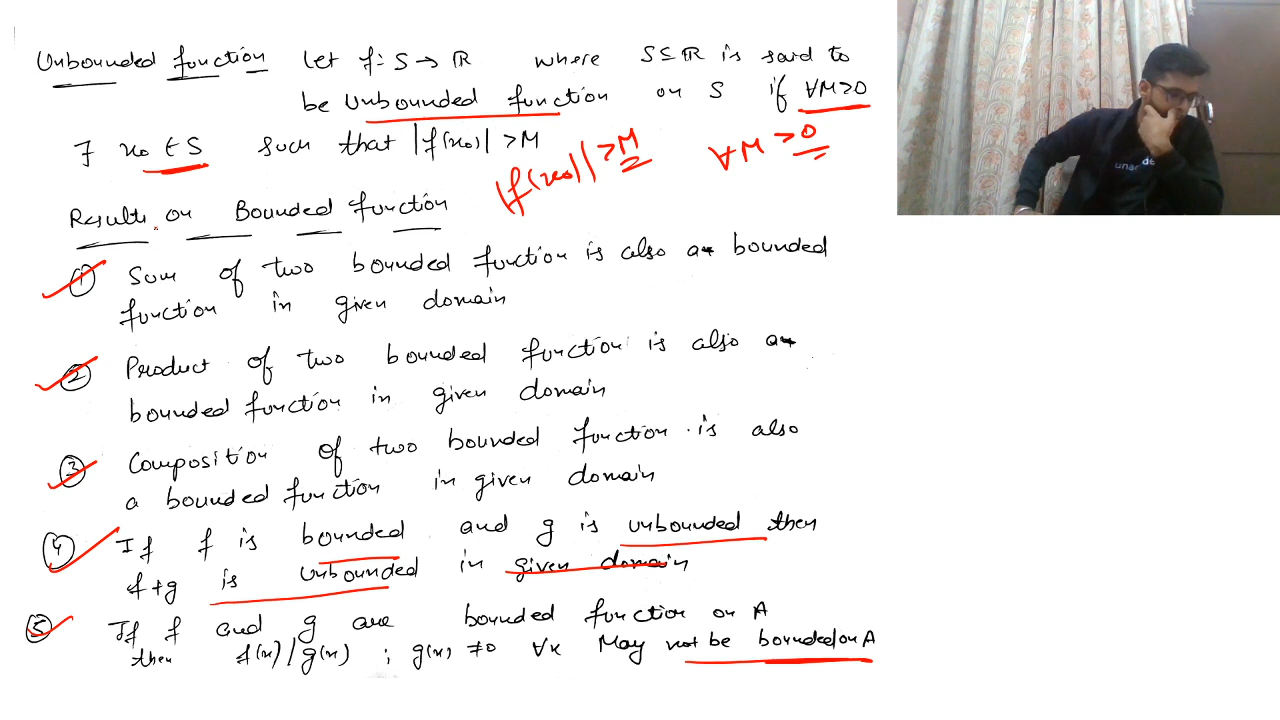 Unbounded function Let f: S → ℝ where S ⊆ ℝ is said to
be Unbounded function on S if ∀M>0
∃ x₀ ∈ S such that |f(x₀)| > M
|f(x₀)| > M ∀M > 0
Results on Bounded function
① Sum of two bounded function is also a bounded
function in given domain
② Product of two bounded function is also a
bounded function in given domain
③ Composition of two bounded function is also
a bounded function in given domain
④ If f is bounded and g is unbounded then
f+g is unbounded in given domain
⑤ If f and g are bounded function on A
then f(x)/g(x) ; g(x) ≠0 ∀x May not be bounded on A